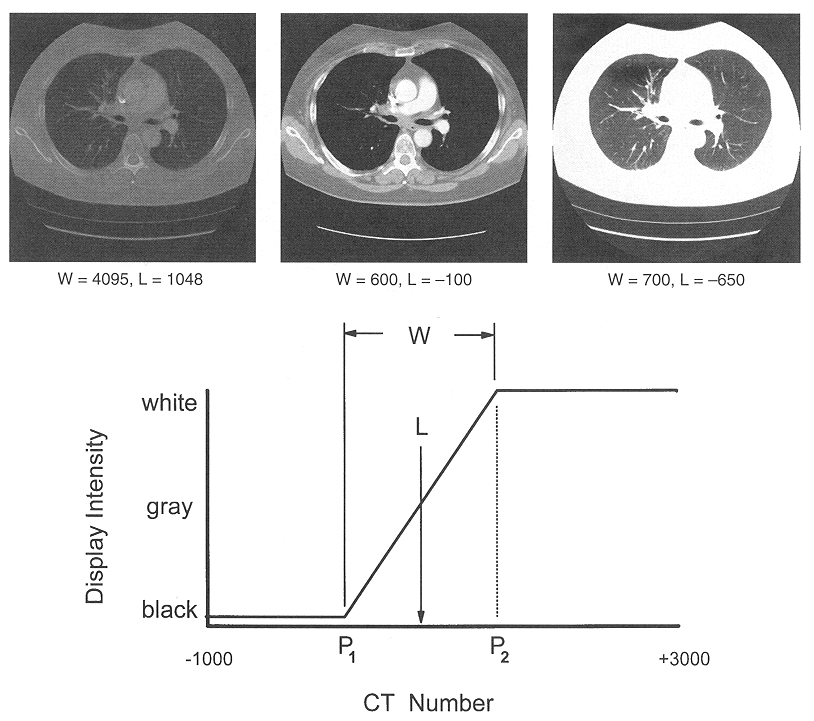 W = 4095, L = 1048
W = 600, L = –100
W = 700, L = –650
W
white
L
gray
black
Display Intensity
-1000
P1
P2
+3000
CT Number